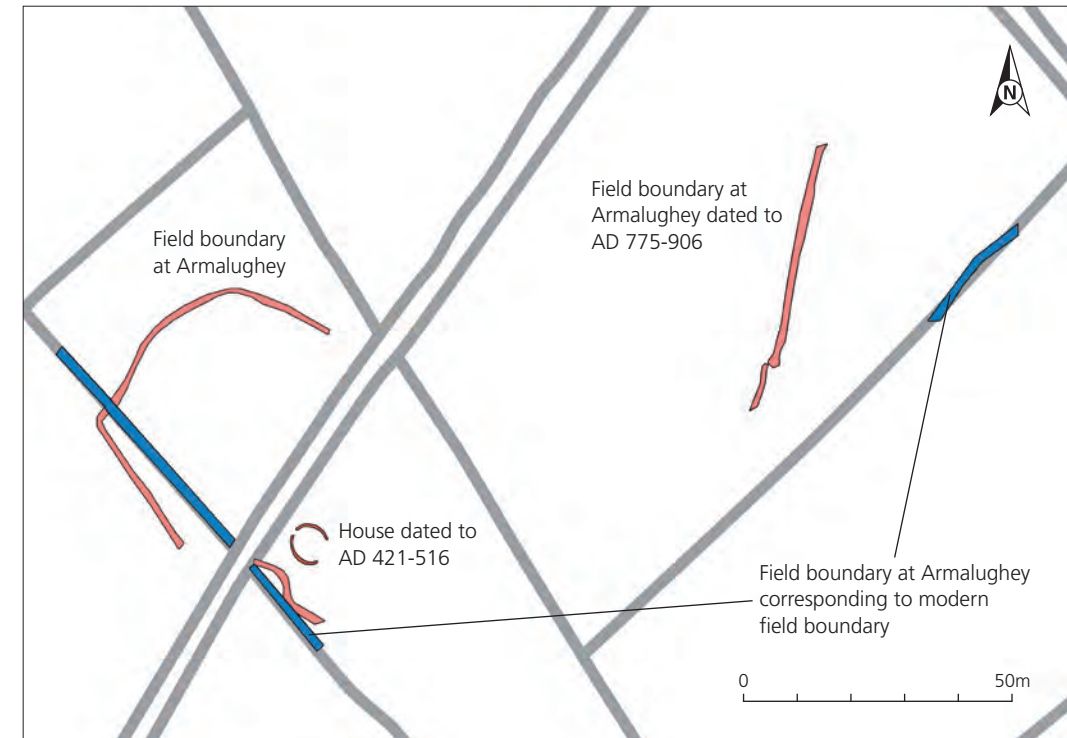 N
Field boundary at
Armalughey dated to
AD 775-906
Field boundary
at Armalughey
House dated to
AD 421-516
Field boundary at Armalughey
corresponding to modern
field boundary
0
50m